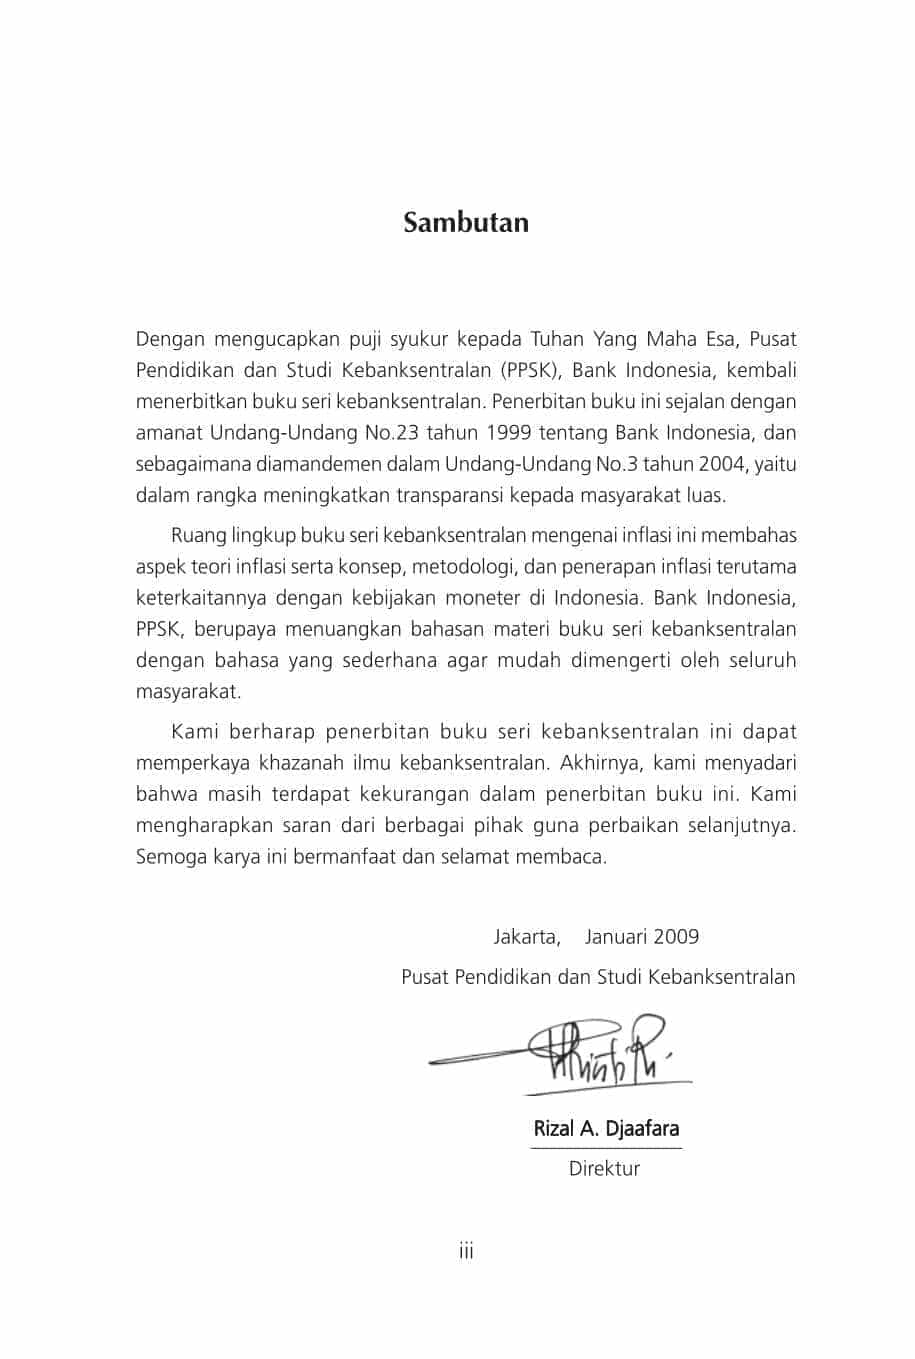 Sambutan
Dengan mengucapkan puji syukur kepada Tuhan Yang Maha Esa, Pusat
Pendidikan dan Studi Kebanksentralan (PPSK), Bank Indonesia, kembali
menerbitkan buku seri kebanksentralan. Penerbitan buku ini sejalan dengan
amanat Undang-Undang No.23 tahun 1999 tentang Bank Indonesia, dan
sebagaimana diamandemen dalam Undang-Undang No.3 tahun 2004, yaitu
dalam rangka meningkatkan transparansi kepada masyarakat luas.
Ruang lingkup buku seri kebanksentralan mengenai inflasi ini membahas
aspek teori inflasi serta konsep, metodologi, dan penerapan inflasi terutama
keterkaitannya dengan kebijakan moneter di Indonesia. Bank Indonesia,
PPSK, berupaya menuangkan bahasan materi buku seri kebanksentralan
dengan bahasa yang sederhana agar mudah dimengerti oleh seluruh
masyarakat.
Kami berharap penerbitan buku seri kebanksentralan ini dapat
memperkaya khazanah ilmu kebanksentralan. Akhirnya, kami menyadari
bahwa masih terdapat kekurangan dalam penerbitan buku ini. Kami
mengharapkan saran dari berbagai pihak guna perbaikan selanjutnya.
Semoga karya ini bermanfaat dan selamat membaca.
Jakarta, Januari 2009
Pusat Pendidikan dan Studi Kebanksentralan
Rizal A. Djaafara
Direktur
iii